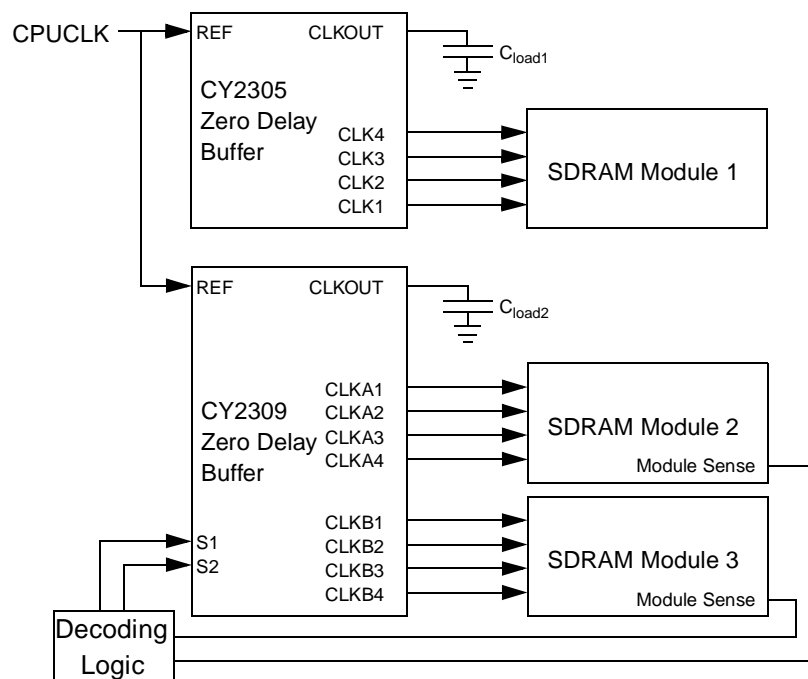 CPUCLK
REF
CLKOUT
Cload1
CY2305
Zero Delay
Buffer
CLK4
CLK3
CLK2
CLK1
SDRAM Module 1
REF
CLKOUT
Cload2
CY2309
Zero Delay
Buffer
CLKA1
CLKA2
CLKA3
CLKA4
SDRAM Module 2
Module Sense
CLKB1
CLKB2
CLKB3
CLKB4
S1
S2
SDRAM Module 3
Module Sense
Decoding
Logic